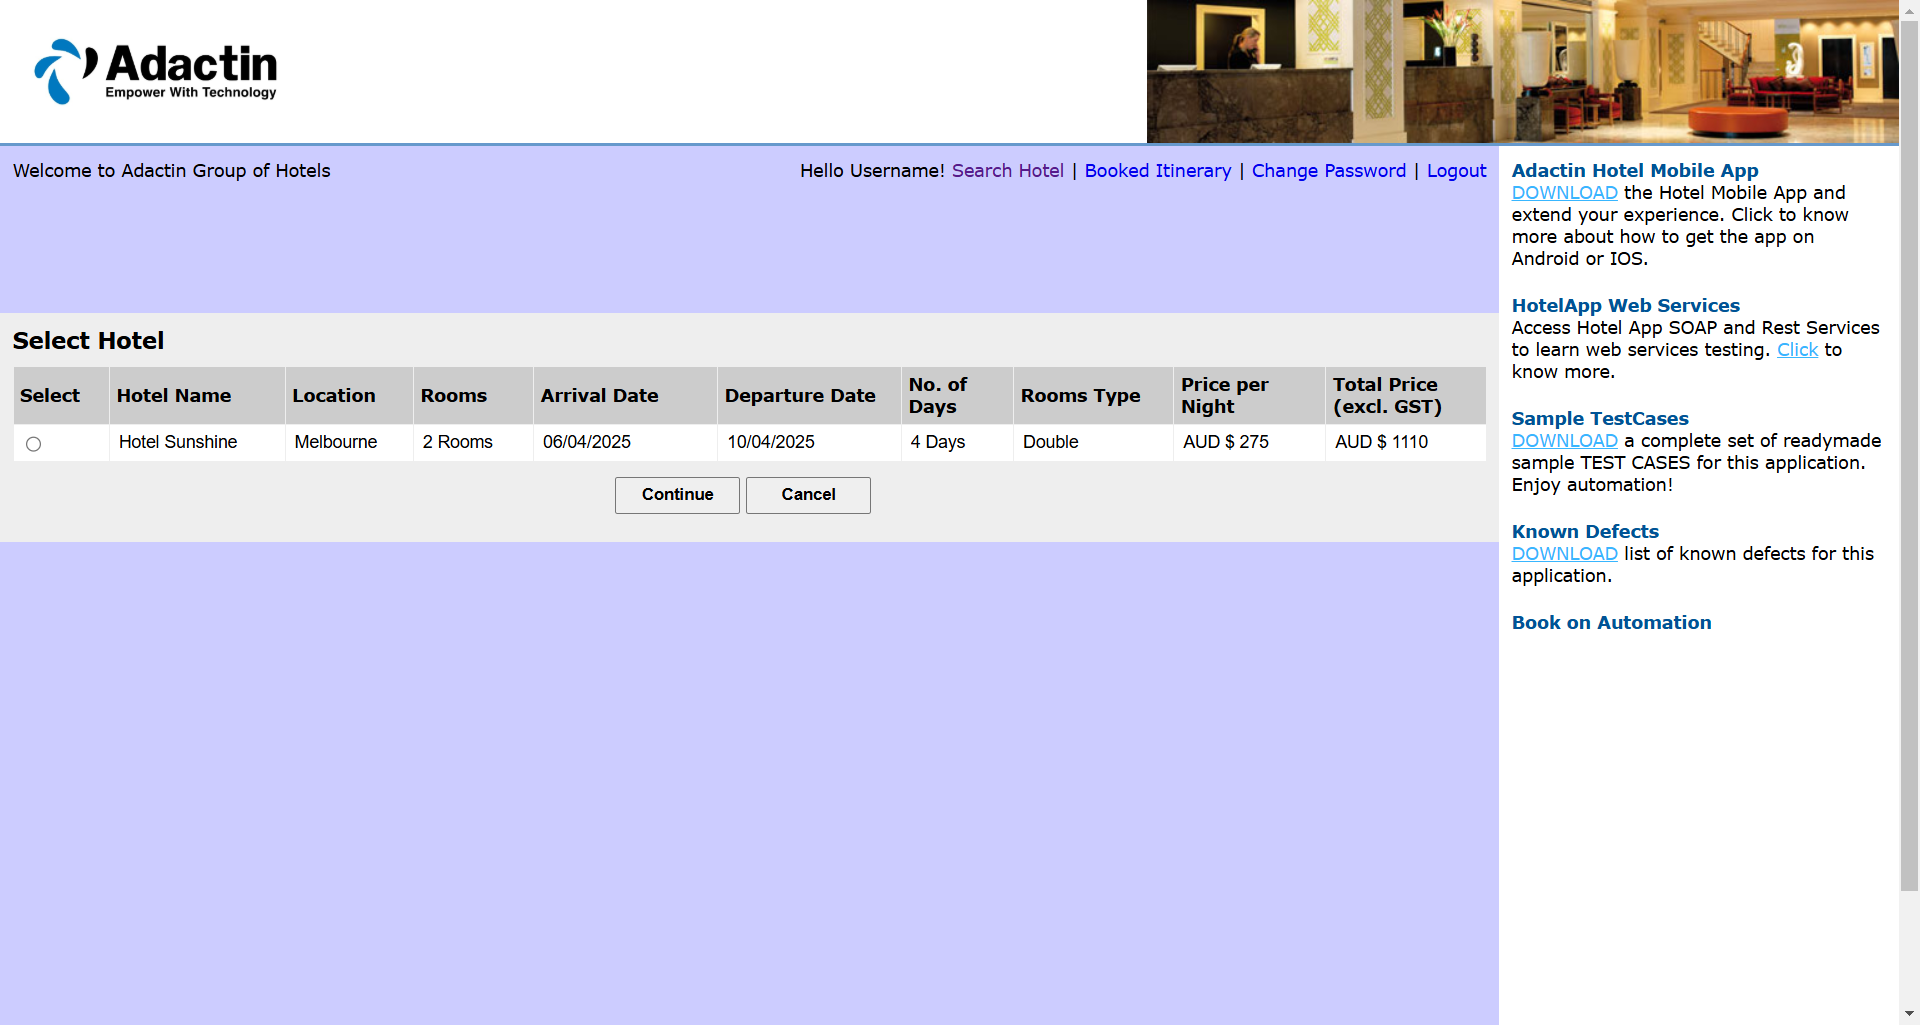 Adactin
Empower With Technology
Welcome to Adactin Group of Hotels
Hello Username! Search Hotel | Booked Itinerary | Change Password | Logout
Select Hotel
Select Hotel Name Location Rooms Arrival Date Departure Date No. of Days Rooms Type Price per Night Total Price (excl. GST)
Hotel Sunshine Melbourne 2 Rooms 06/04/2025 10/04/2025 4 Days Double AUD $ 275 AUD $ 1110
Continue Cancel
Adactin Hotel Mobile App
DOWNLOAD the Hotel Mobile App and
extend your experience. Click to know
more about how to get the app on
Android or IOS.
HotelApp Web Services
Access Hotel App SOAP and Rest Services
to learn web services testing. Click to
know more.
Sample TestCases
DOWNLOAD a complete set of readymade
sample TEST CASES for this application.
Enjoy automation!
Known Defects
DOWNLOAD list of known defects for this
application.
Book on Automation